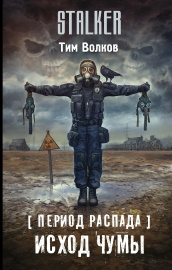 STALKER
Тим Волков
[ ПЕРИОД РАСПАДА ]
ИСХОД ЧУМЫ